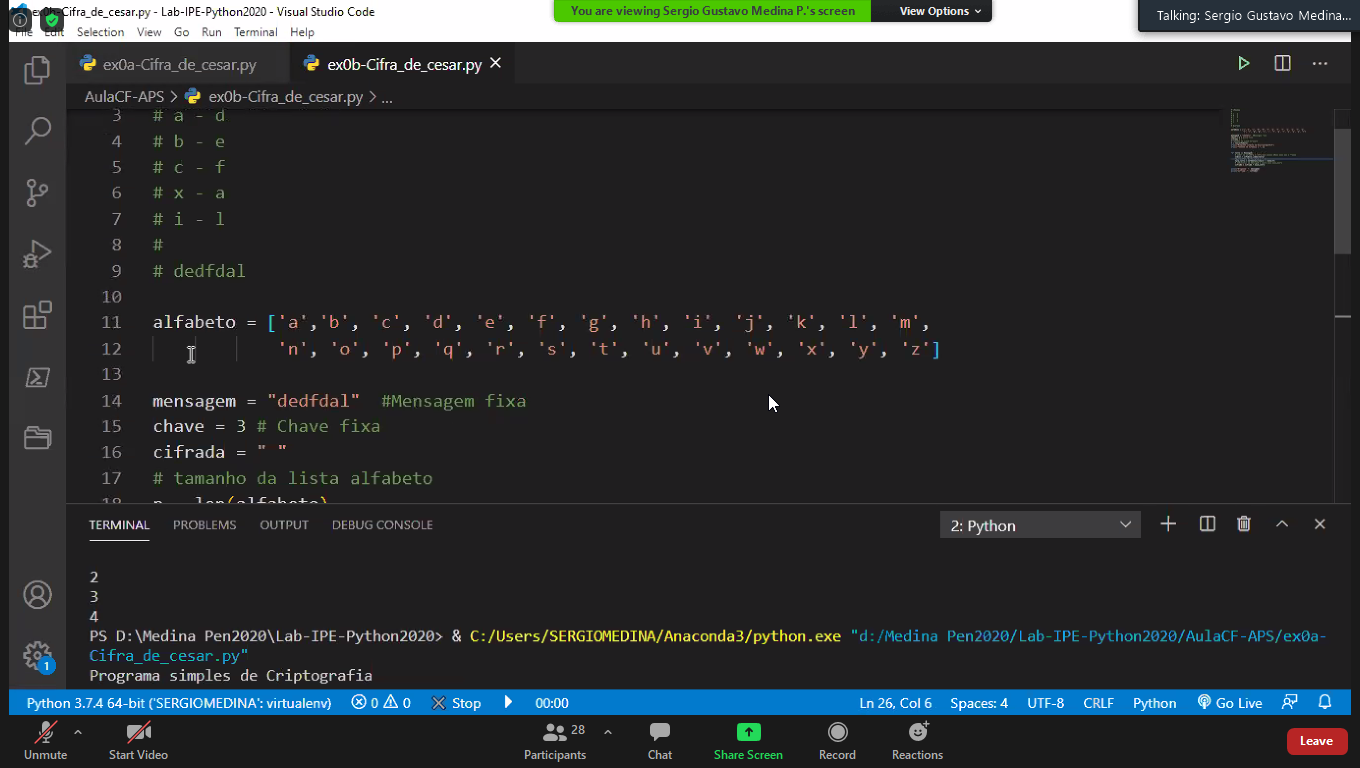 ex0b-Cifra_de_cesar.py - Lab-IPE-Python2020 - Visual Studio Code
You are viewing Sergio Gustavo Medina P.'s screen
View Options
Talking: Sergio Gustavo Medina...
File Edit Selection View Go Run Terminal Help
ex0a-Cifra_de_cesar.py
ex0b-Cifra_de_cesar.py
AulaCF-APS > ex0b-Cifra_de_cesar.py > ...
3 # a - d
4 # b - e
5 # c - f
6 # x - a
7 # i - l
8 #
9 # dedfdal
10
11 alfabeto = ['a','b', 'c', 'd', 'e', 'f', 'g', 'h', 'i', 'j', 'k', 'l', 'm',
12 'n', 'o', 'p', 'q', 'r', 's', 't', 'u', 'v', 'w', 'x', 'y', 'z']
13
14 mensagem = "dedfdal"  #Mensagem fixa
15 chave = 3 # Chave fixa
16 cifrada = " "
17 # tamanho da lista alfabeto
18 n = len(alfabeto)
TERMINAL PROBLEMS OUTPUT DEBUG CONSOLE
2: Python
2
3
4
PS D:\Medina Pen2020\Lab-IPE-Python2020> & C:/Users/SERGIOMEDINA/Anaconda3/python.exe "d:/Medina Pen2020/Lab-IPE-Python2020/AulaCF-APS/ex0a-
Cifra_de_cesar.py"
Programa simples de Criptografia
1
Python 3.7.4 64-bit ('SERGIOMEDINA': virtualenv) 0 0 Stop 00:00 Ln 26, Col 6 Spaces: 4 UTF-8 CRLF Python Go Live
Unmute Start Video Participants 28 Chat Share Screen Record Reactions Leave